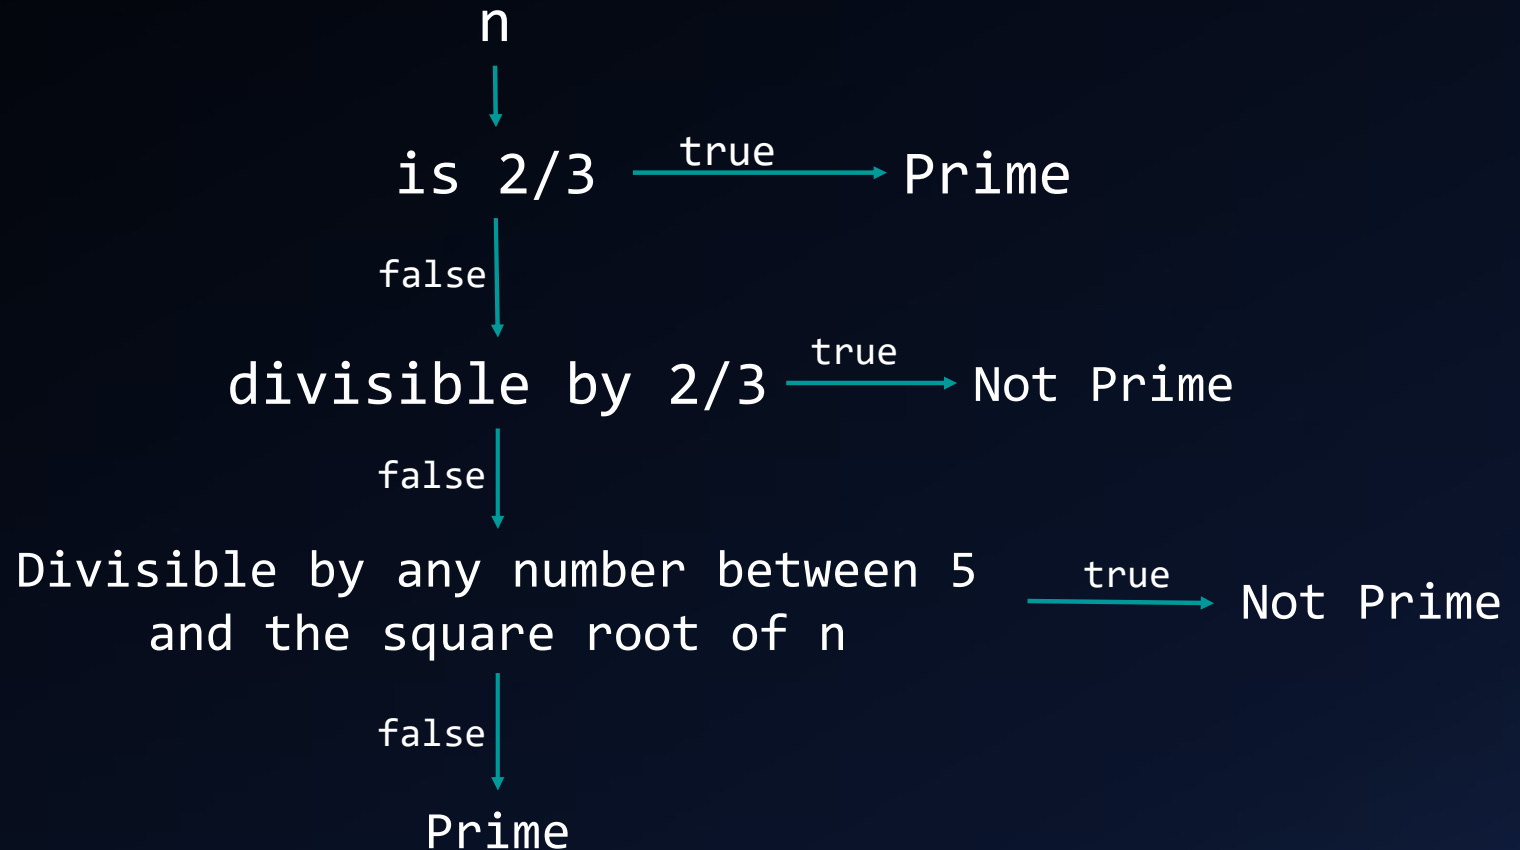 n
is 2/3
true
Prime
false
divisible by 2/3
true
Not Prime
false
Divisible by any number between 5
and the square root of n
true
Not Prime
false
Prime